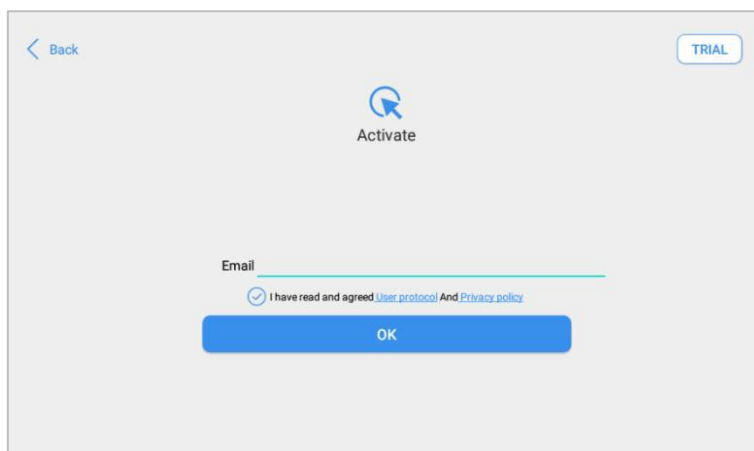 Back
TRIAL
Activate
Email
I have read and agreed User protocol And Privacy policy
OK